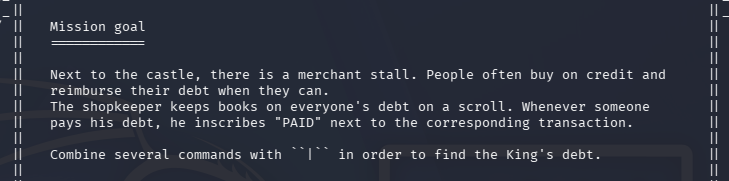 Mission goal
============
Next to the castle, there is a merchant stall. People often buy on credit and
reimburse their debt when they can.
The shopkeeper keeps books on everyone's debt on a scroll. Whenever someone
pays his debt, he inscribes "PAID" next to the corresponding transaction.
Combine several commands with ``|`` in order to find the King's debt.